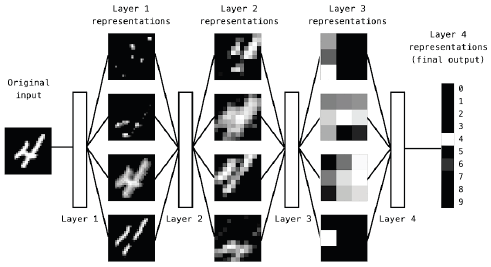 Layer 1
representations
Layer 2
representations
Layer 3
representations
Layer 4
representations
(final output)
Original
input
0
1
2
3
4
5
6
7
8
9
Layer 1
Layer 2
Layer 3
Layer 4